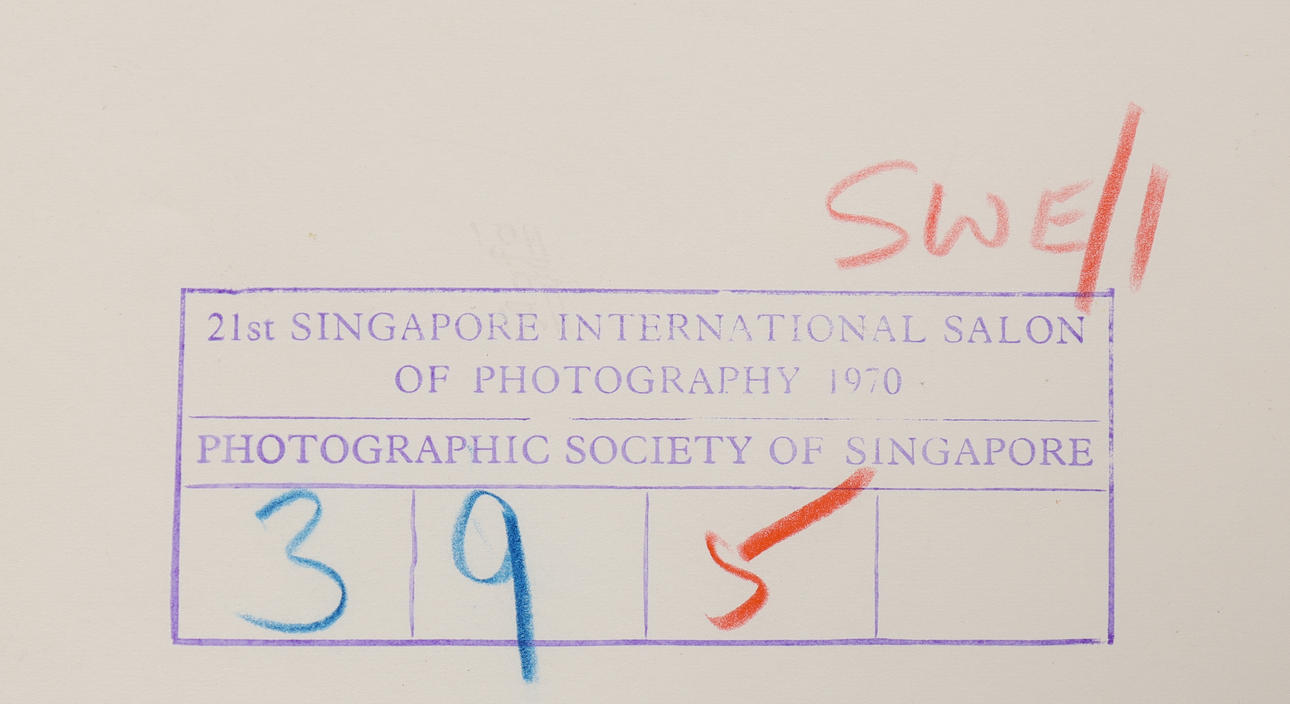 SWEll
21st SINGAPORE INTERNATIONAL SALON
OF PHOTOGRAPHY 1970
PHOTOGRAPHIC SOCIETY OF SINGAPORE
3 9 5